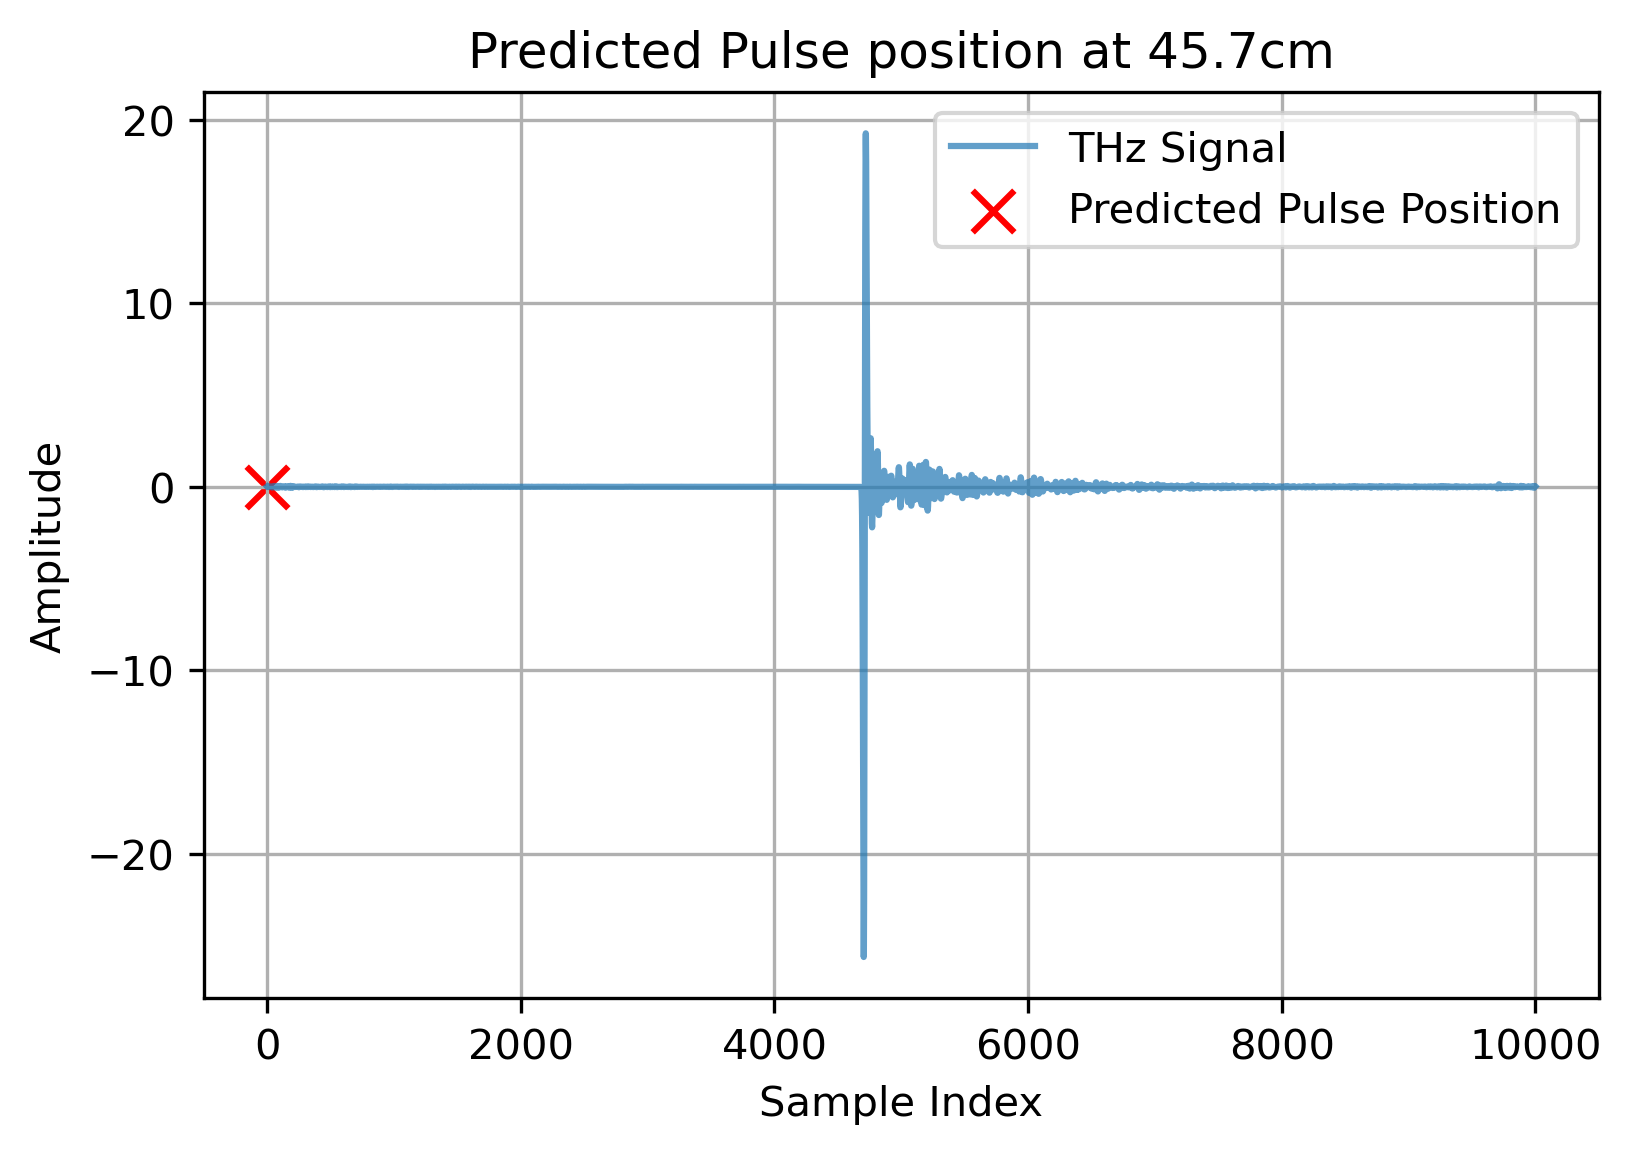 Predicted Pulse position at 45.7cm
THz Signal
Predicted Pulse Position
20
10
0
−10
−20
Amplitude
0 2000 4000 6000 8000 10000
Sample Index